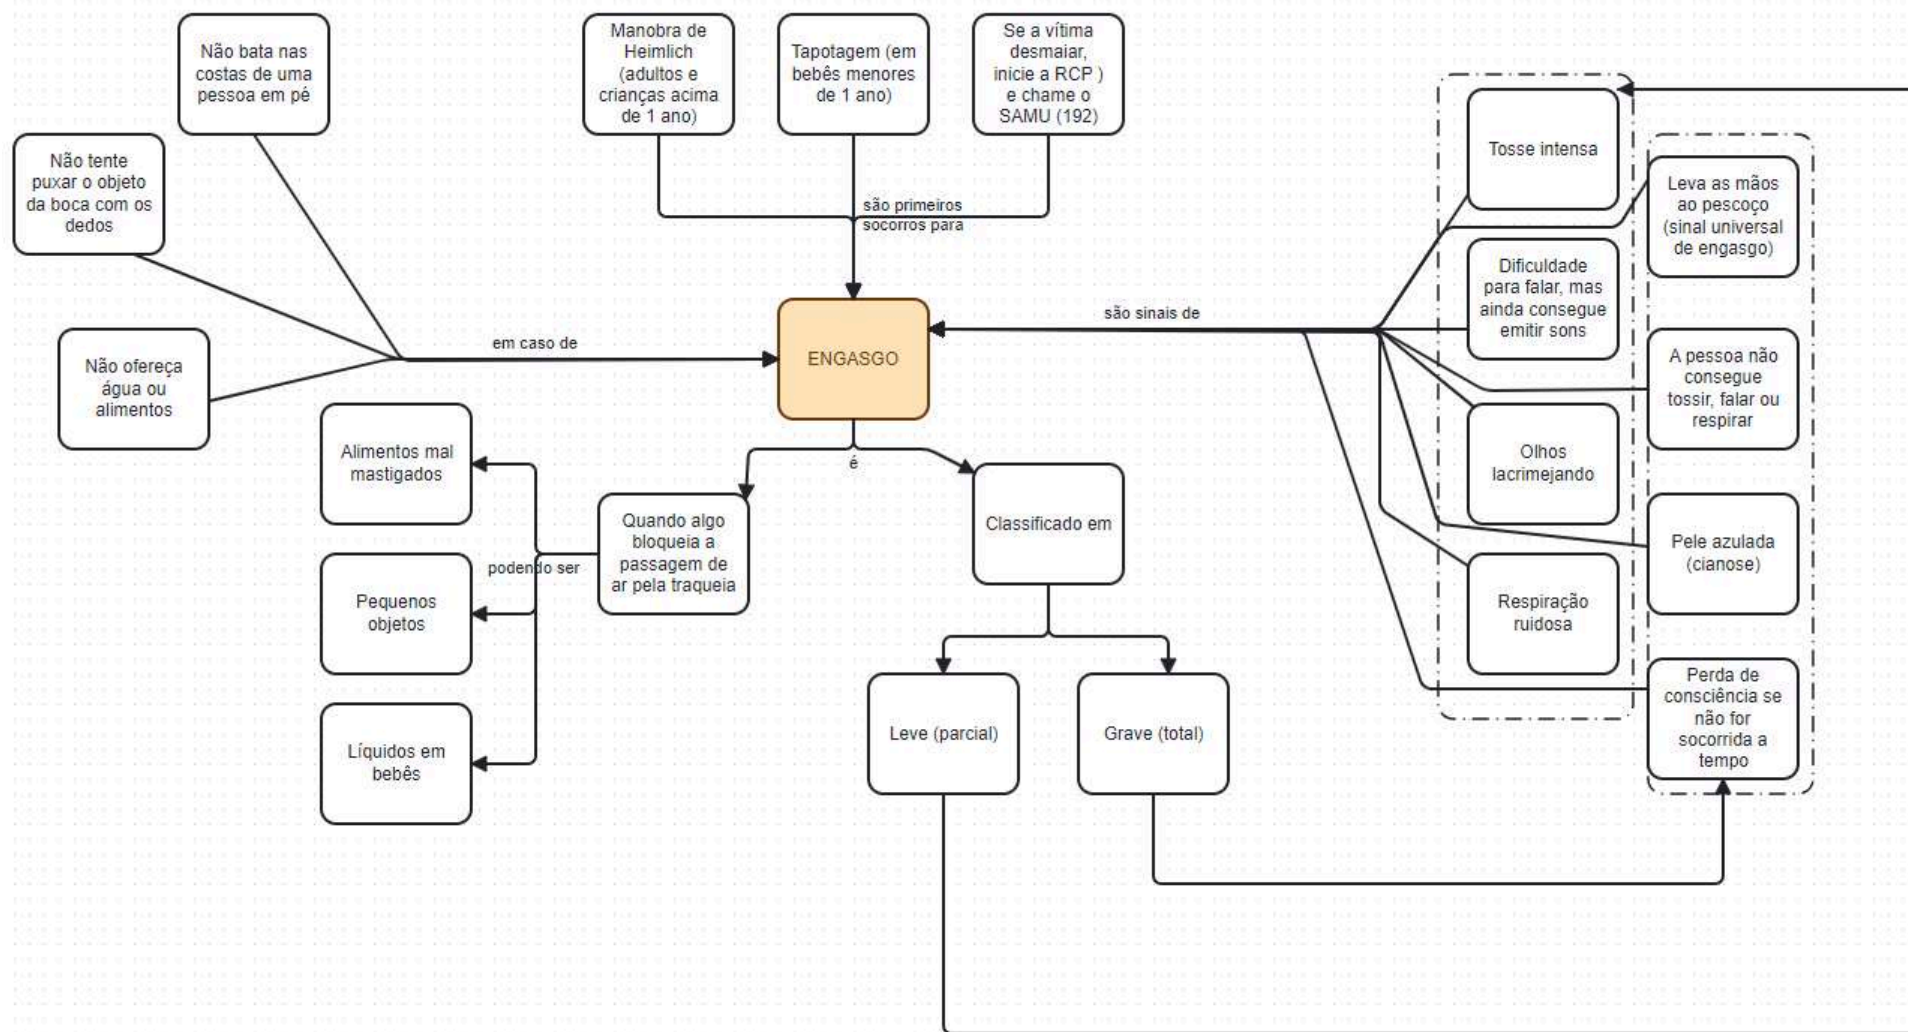 Não bata nas
costas de uma
pessoa em pé
Não tente
puxar o objeto
da boca com os
dedos
Não ofereça
água ou
alimentos
em caso de
Manobra de
Heimlich
(adultos e
crianças acima
de 1 ano)
Tapotagem (em
bebês menores
de 1 ano)
Se a vítima
desmaiar,
inicie a RCP )
e chame o
SAMU (192)
são primeiros
socorros para
ENGASGO
são sinais de
Tosse intensa
Dificuldade
para falar, mas
ainda consegue
emitir sons
Olhos
lacrimejando
Respiração
ruidosa
Leva as mãos
ao pescoço
(sinal universal
de engasgo)
A pessoa não
consegue
tossir, falar ou
respirar
Pele azulada
(cianose)
Perda de
consciência se
não for
socorrida a
tempo
é
Quando algo
bloqueia a
passagem de
ar pela traqueia
podendo ser
Alimentos mal
mastigados
Pequenos
objetos
Líquidos em
bebês
Classificado em
Leve (parcial)
Grave (total)